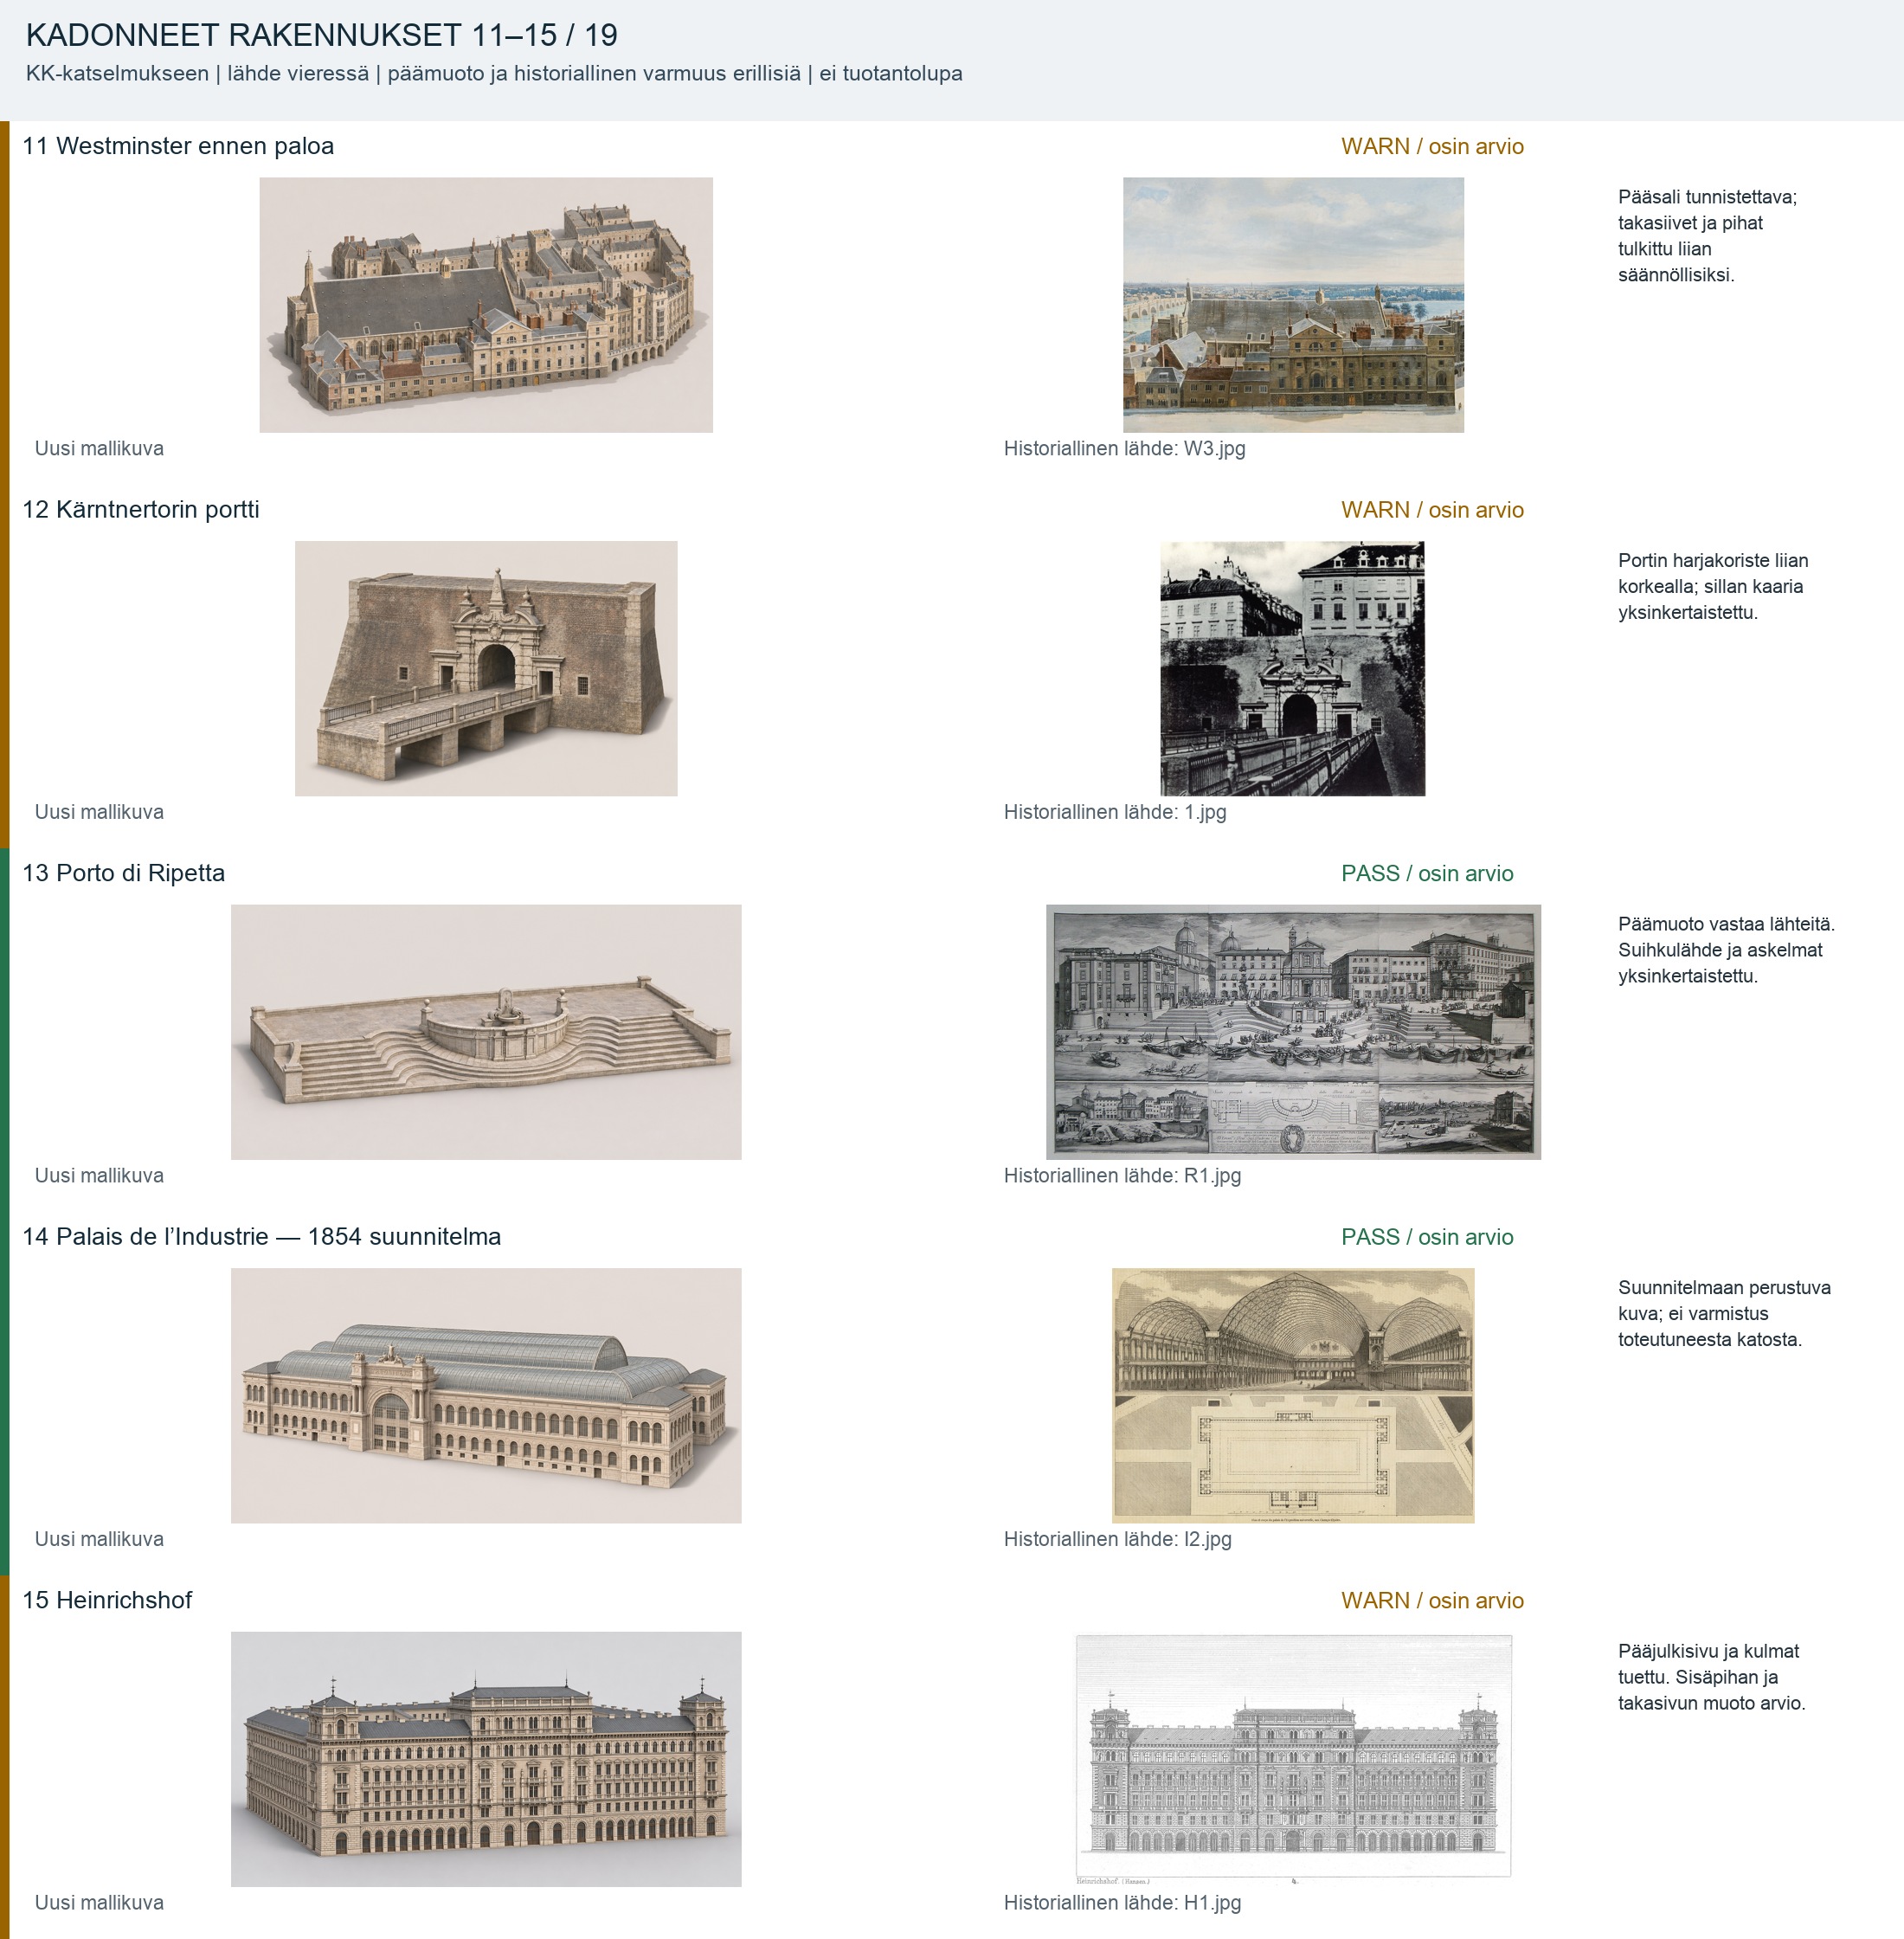 KADONNEET RAKENNUKSET 11–15 / 19
KK-katselmukseen | lähde vieressä | päämuoto ja historiallinen varmuus erillisiä | ei tuotantolupa
11 Westminster ennen paloa
WARN / osin arvio
Pääsali tunnistettava;
takasiivet ja pihat
tulkittu liian
säännöllisiksi.
Uusi mallikuva
Historiallinen lähde: W3.jpg
12 Kärntnertorin portti
WARN / osin arvio
Portin harjakoriste liian
korkealla; sillan kaaria
yksinkertaistettu.
Uusi mallikuva
Historiallinen lähde: 1.jpg
13 Porto di Ripetta
PASS / osin arvio
Päämuoto vastaa lähteitä.
Suihkulähde ja askelmat
yksinkertaistettu.
Uusi mallikuva
Historiallinen lähde: R1.jpg
14 Palais de l’Industrie — 1854 suunnitelma
PASS / osin arvio
Suunnitelmaan perustuva
kuva; ei varmistus
toteutuneesta katosta.
Uusi mallikuva
Historiallinen lähde: I2.jpg
15 Heinrichshof
WARN / osin arvio
Pääjulkisivu ja kulmat
tuettu. Sisäpihan ja
takasivun muoto arvio.
Heinrichshof. (Hansen.)
Uusi mallikuva
Historiallinen lähde: H1.jpg